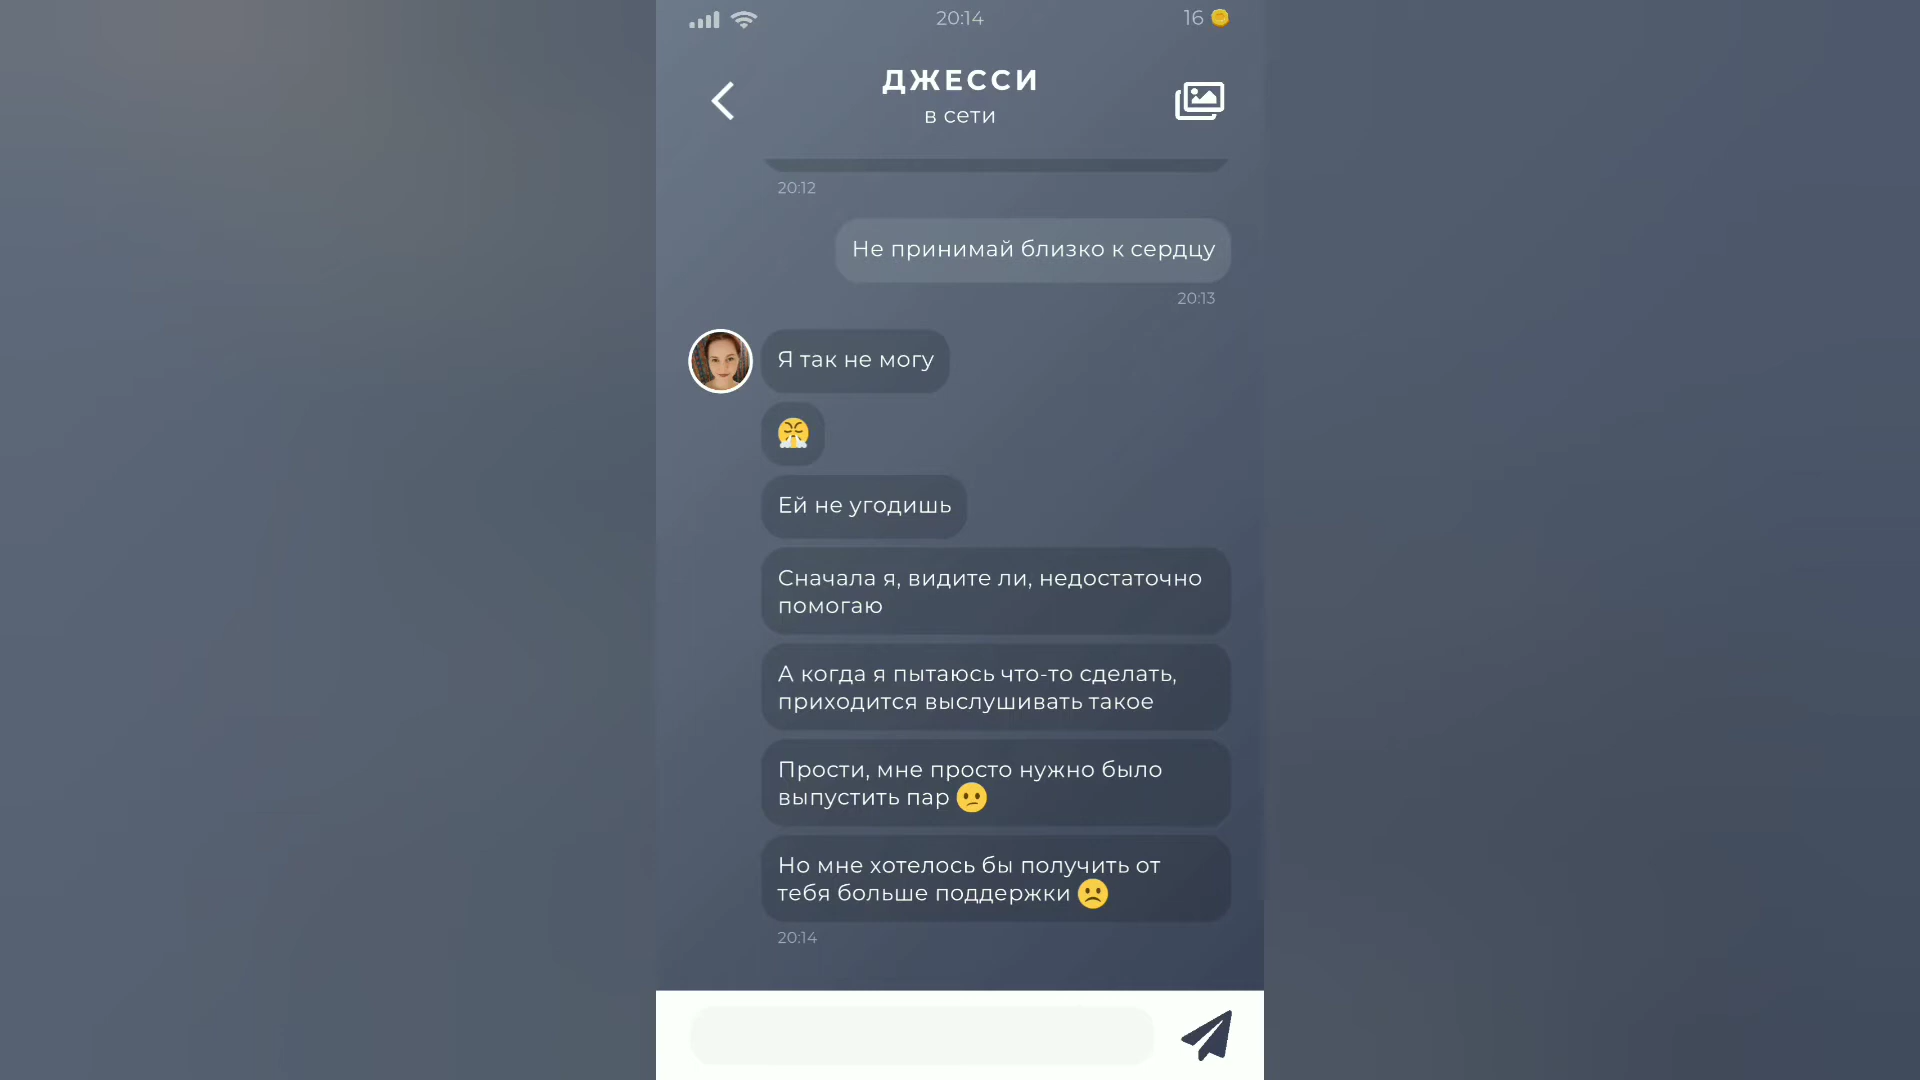 20:14
16
ДЖЕССИ
в сети
20:12
Не принимай близко к сердцу
20:13
Я так не могу
Ей не угодишь
Сначала я, видите ли, недостаточно
помогаю
А когда я пытаюсь что-то сделать,
приходится выслушивать такое
Прости, мне просто нужно было
выпустить пар
Но мне хотелось бы получить от
тебя больше поддержки
20:14